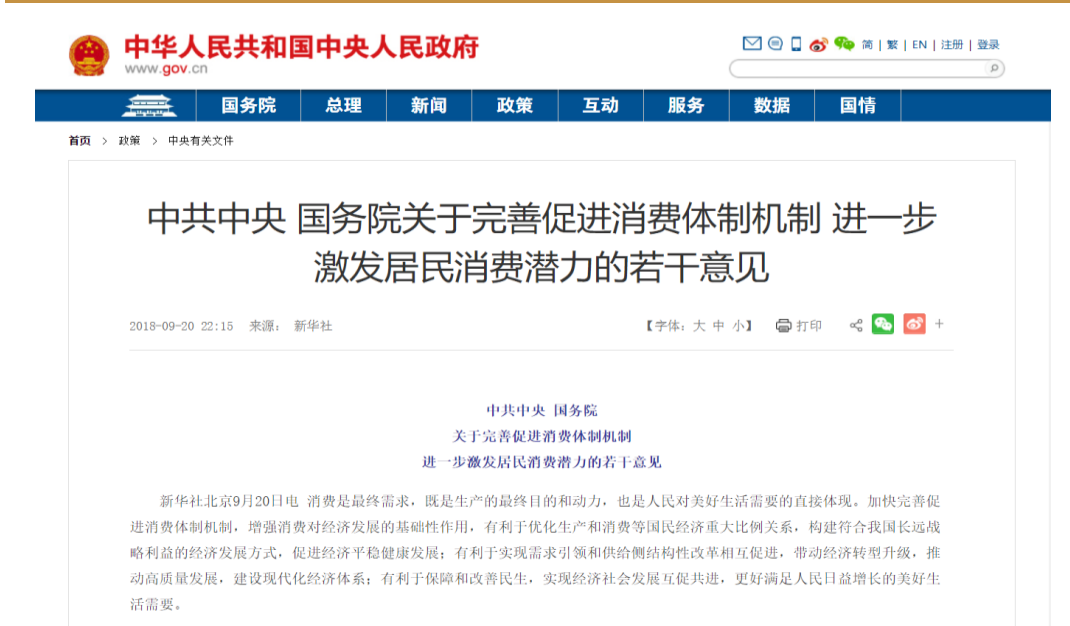 中华人民共和国中央人民政府
www.gov.cn
简 | 繁 | EN | 注册 | 登录
国务院 总理 新闻 政策 互动 服务 数据 国情
首页 > 政策 > 中央有关文件
中共中央 国务院关于完善促进消费体制机制 进一步
激发居民消费潜力的若干意见
2018-09-20 22:15 来源: 新华社 【字体: 大 中 小】 打印
中共中央 国务院
关于完善促进消费体制机制
进一步激发居民消费潜力的若干意见
新华社北京9月20日电 消费是最终需求，既是生产的最终目的和动力，也是人民对美好生活需要的直接体现。加快完善促
进消费体制机制，增强消费对经济发展的基础性作用，有利于优化生产和消费等国民经济重大比例关系，构建符合我国长远战
略利益的经济发展方式，促进经济平稳健康发展；有利于实现需求引领和供给侧结构性改革相互促进，带动经济转型升级，推
动高质量发展，建设现代化经济体系；有利于保障和改善民生，实现经济社会发展互促共进，更好满足人民日益增长的美好生
活需要。